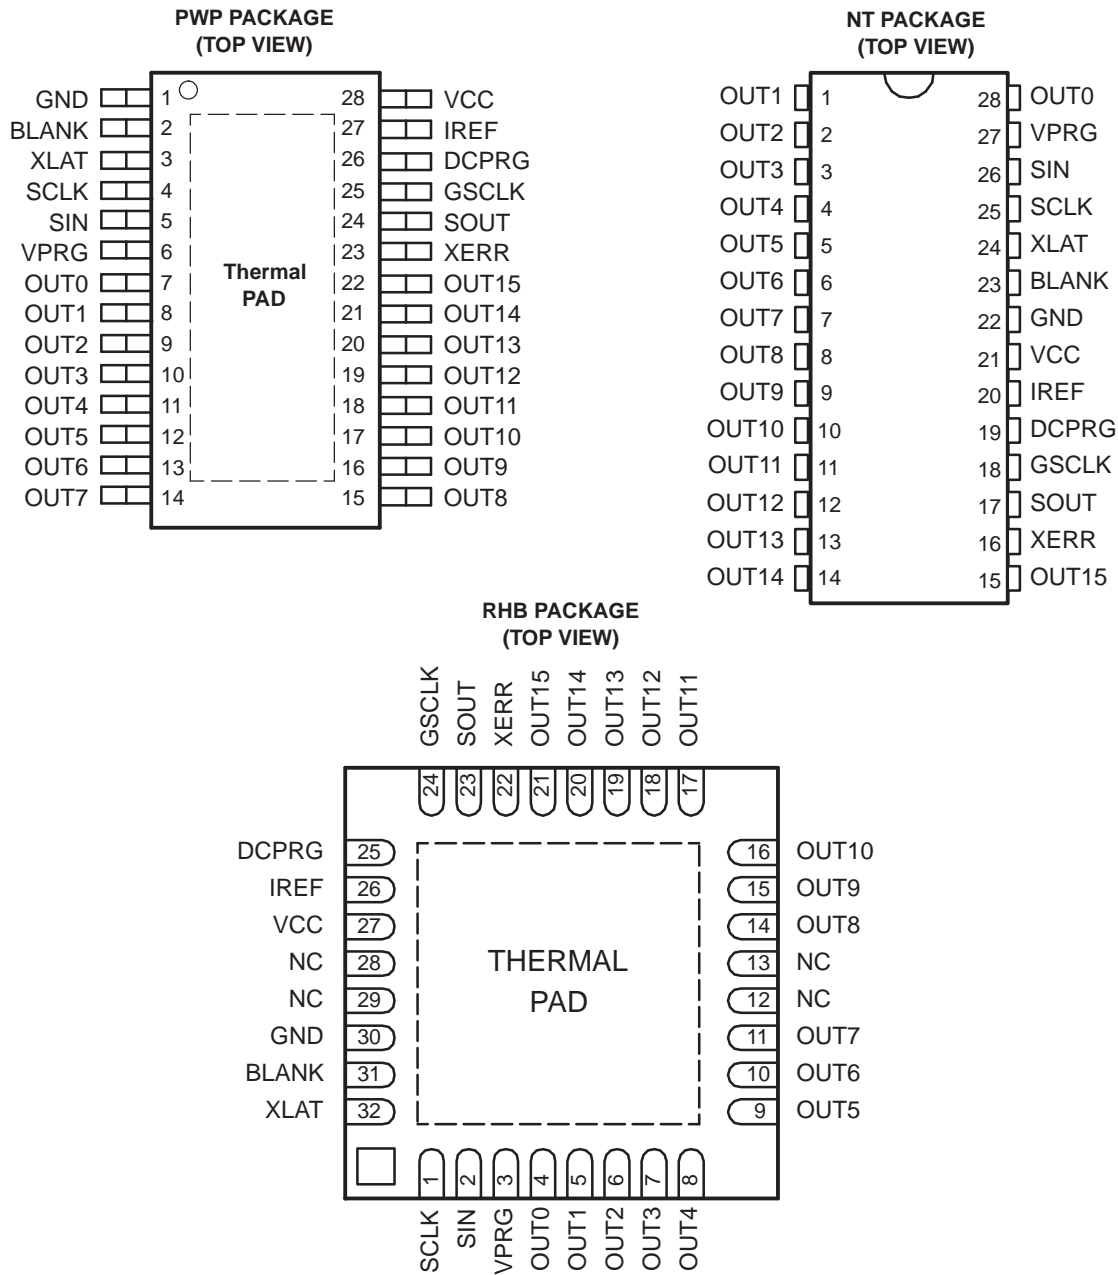 PWP PACKAGE
(TOP VIEW)
GND 1 28 VCC
BLANK 2 27 IREF
XLAT 3 26 DCPRG
SCLK 4 25 GSCLK
SIN 5 24 SOUT
VPRG 6 23 XERR
OUT0 7 22 OUT15
OUT1 8 21 OUT14
OUT2 9 20 OUT13
OUT3 10 19 OUT12
OUT4 11 18 OUT11
OUT5 12 17 OUT10
OUT6 13 16 OUT9
OUT7 14 15 OUT8
Thermal
PAD
NT PACKAGE
(TOP VIEW)
OUT1 1 28 OUT0
OUT2 2 27 VPRG
OUT3 3 26 SIN
OUT4 4 25 SCLK
OUT5 5 24 XLAT
OUT6 6 23 BLANK
OUT7 7 22 GND
OUT8 8 21 VCC
OUT9 9 20 IREF
OUT10 10 19 DCPRG
OUT11 11 18 GSCLK
OUT12 12 17 SOUT
OUT13 13 16 XERR
OUT14 14 15 OUT15
RHB PACKAGE
(TOP VIEW)
GSCLK SOUT XERR OUT15 OUT14 OUT13 OUT12 OUT11
24 23 22 21 20 19 18 17
DCPRG 25 16 OUT10
IREF 26 15 OUT9
VCC 27 14 OUT8
NC 28 13 NC
NC 29 12 NC
GND 30 11 OUT7
BLANK 31 10 OUT6
XLAT 32 9 OUT5
THERMAL
PAD
1 2 3 4 5 6 7 8
SCLK SIN VPRG OUT0 OUT1 OUT2 OUT3 OUT4